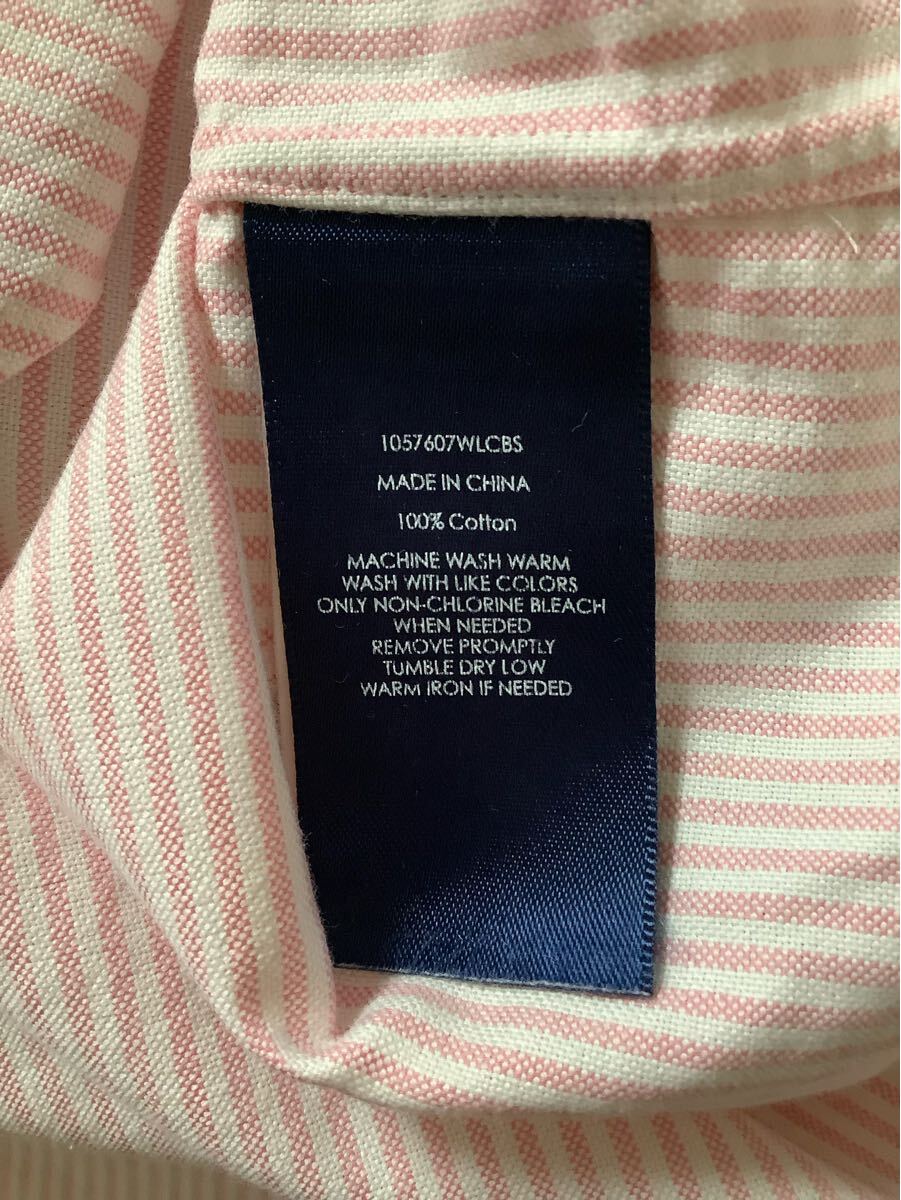 1057607WLCBS
MADE IN CHINA
100% Cotton
MACHINE WASH WARM
WASH WITH LIKE COLORS
ONLY NON-CHLORINE BLEACH
WHEN NEEDED
REMOVE PROMPTLY
TUMBLE DRY LOW
WARM IRON IF NEEDED